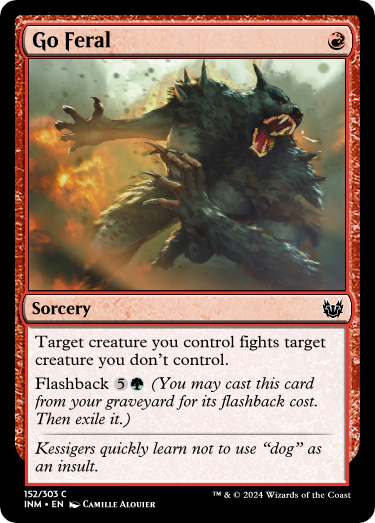 Go Feral
Sorcery
Target creature you control fights target
creature you don't control.
Flashback 5 (You may cast this card
from your graveyard for its flashback cost.
Then exile it.)
Kessigers quickly learn not to use “dog” as
an insult.
152/303 C
INM • EN Camille Alquier
™ & © 2024 Wizards of the Coast